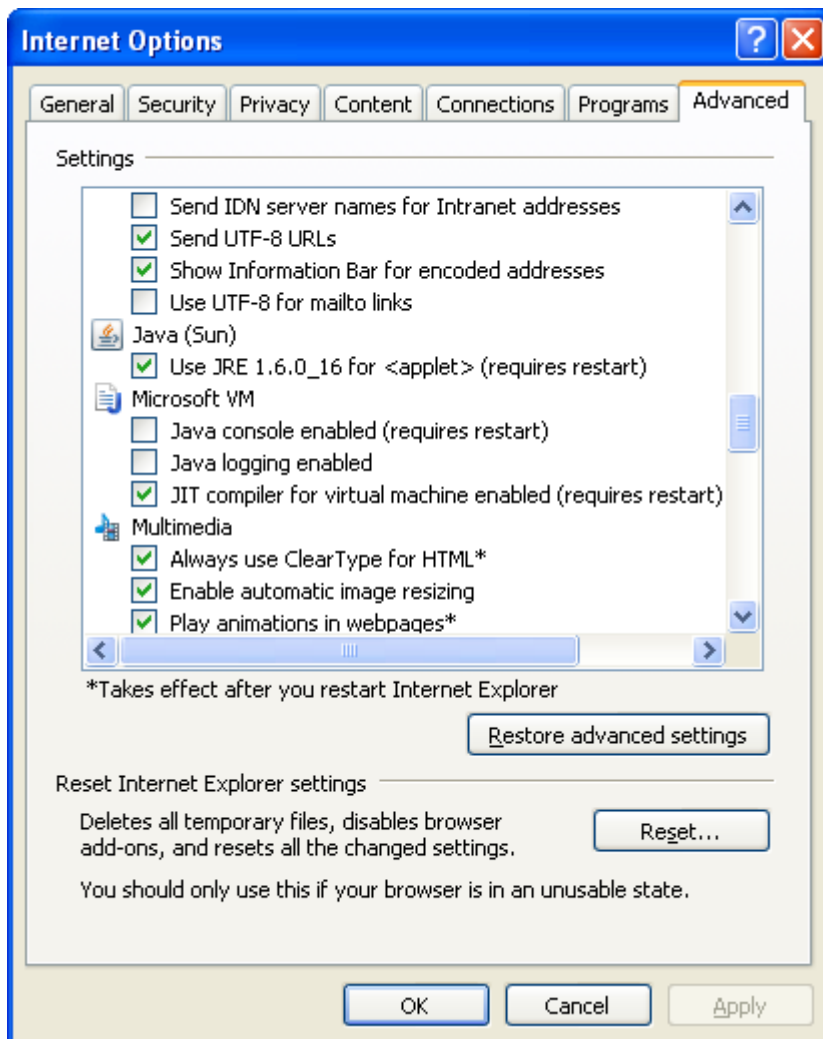 Internet Options
General Security Privacy Content Connections Programs Advanced
Settings
Send IDN server names for Intranet addresses
Send UTF-8 URLs
Show Information Bar for encoded addresses
Use UTF-8 for mailto links
Java (Sun)
Use JRE 1.6.0_16 for <applet> (requires restart)
Microsoft VM
Java console enabled (requires restart)
Java logging enabled
JIT compiler for virtual machine enabled (requires restart)
Multimedia
Always use ClearType for HTML*
Enable automatic image resizing
Play animations in webpages*
*Takes effect after you restart Internet Explorer
Restore advanced settings
Reset Internet Explorer settings
Deletes all temporary files, disables browser
add-ons, and resets all the changed settings.
Reset...
You should only use this if your browser is in an unusable state.
OK Cancel Apply